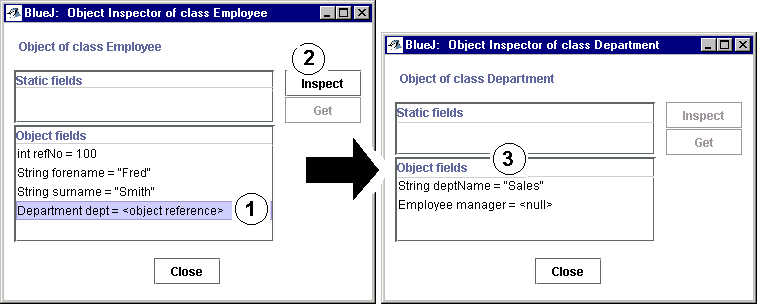 BlueJ: Object Inspector of class Employee
Object of class Employee
2
Static fields
Inspect
Get
Object fields
int refNo = 100
String forename = "Fred"
String surname = "Smith"
Department dept = <object reference>
1
Close
BlueJ: Object Inspector of class Department
Object of class Department
Static fields
Inspect
Get
3
Object fields
String deptName = "Sales"
Employee manager = <null>
Close